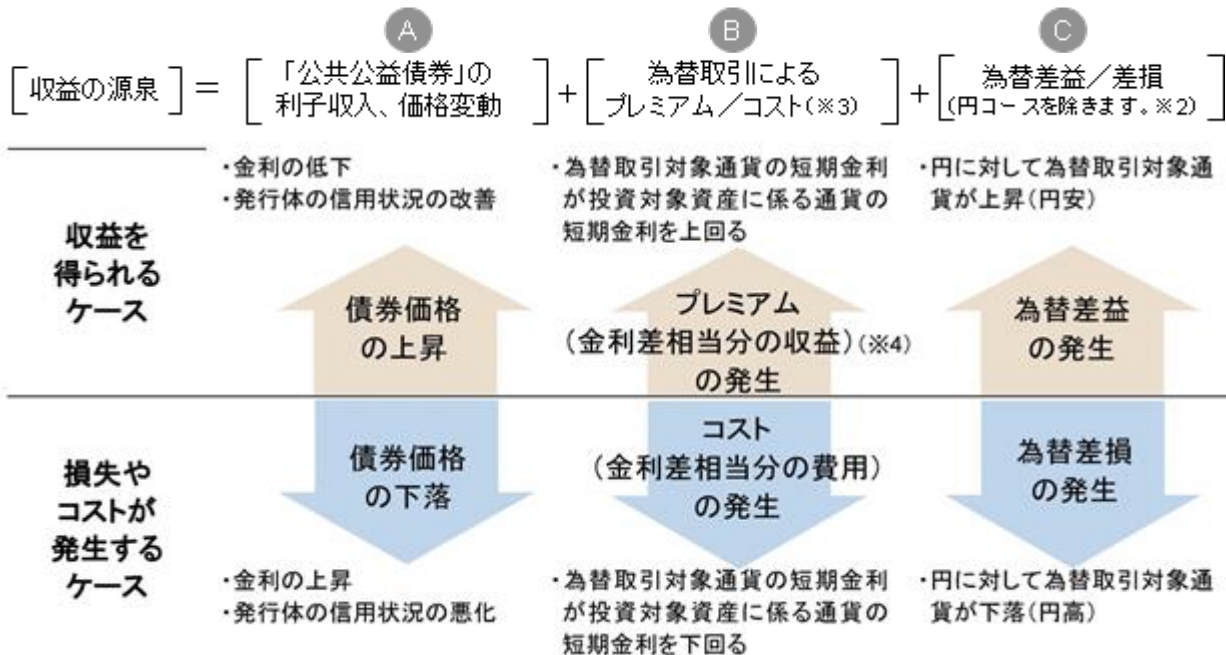 A
B
C
[収益の源泉]=[「公共公益債券」の
利子収入、価格変動]+[為替取引による
プレミアム/コスト(※3)]+[為替差益/差損
(円コースを除きます。※2)]
収益を
得られる
ケース
・金利の低下
・発行体の信用状況の改善
債券価格
の上昇
・為替取引対象通貨の短期金利
が投資対象資産に係る通貨の
短期金利を上回る
プレミアム
(金利差相当分の収益)(※4)
の発生
・円に対して為替取引対象通
貨が上昇(円安)
為替差益
の発生
損失や
コストが
発生する
ケース
債券価格
の下落
・金利の上昇
・発行体の信用状況の悪化
コスト
(金利差相当分の費用)
の発生
・為替取引対象通貨の短期金利
が投資対象資産に係る通貨の
短期金利を下回る
為替差損
の発生
・円に対して為替取引対象通
貨が下落(円高)